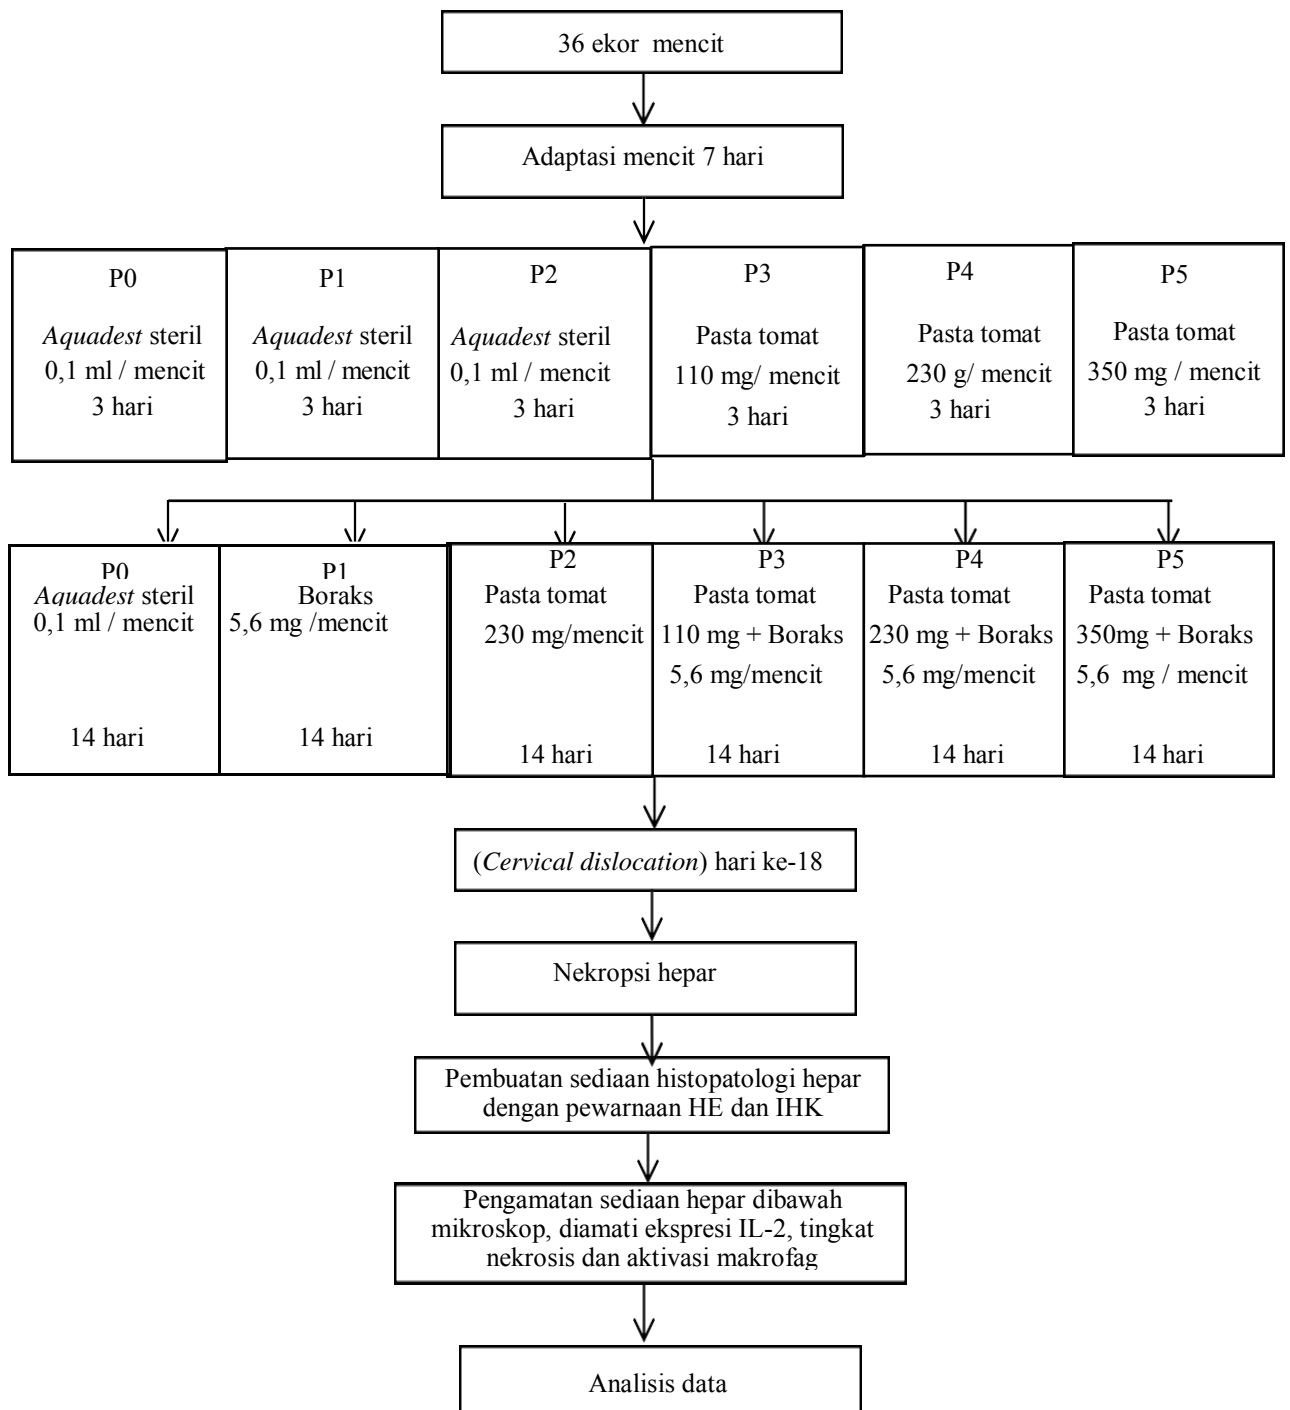 36 ekor mencit
Adaptasi mencit 7 hari
P0
Aquadest steril
0,1 ml / mencit
3 hari
P1
Aquadest steril
0,1 ml / mencit
3 hari
P2
Aquadest steril
0,1 ml / mencit
3 hari
P3
Pasta tomat
110 mg/ mencit
3 hari
P4
Pasta tomat
230 g/ mencit
3 hari
P5
Pasta tomat
350 mg / mencit
3 hari
P0
Aquadest steril
0,1 ml / mencit
14 hari
P1
Boraks
5,6 mg /mencit
14 hari
P2
Pasta tomat
230 mg/mencit
14 hari
P3
Pasta tomat
110 mg + Boraks
5,6 mg/mencit
14 hari
P4
Pasta tomat
230 mg + Boraks
5,6 mg/mencit
14 hari
P5
Pasta tomat
350mg + Boraks
5,6 mg / mencit
14 hari
(Cervical dislocation) hari ke-18
Nekropsi hepar
Pembuatan sediaan histopatologi hepar
dengan pewarnaan HE dan IHK
Pengamatan sediaan hepar dibawah
mikroskop, diamati ekspresi IL-2, tingkat
nekrosis dan aktivasi makrofag
Analisis data